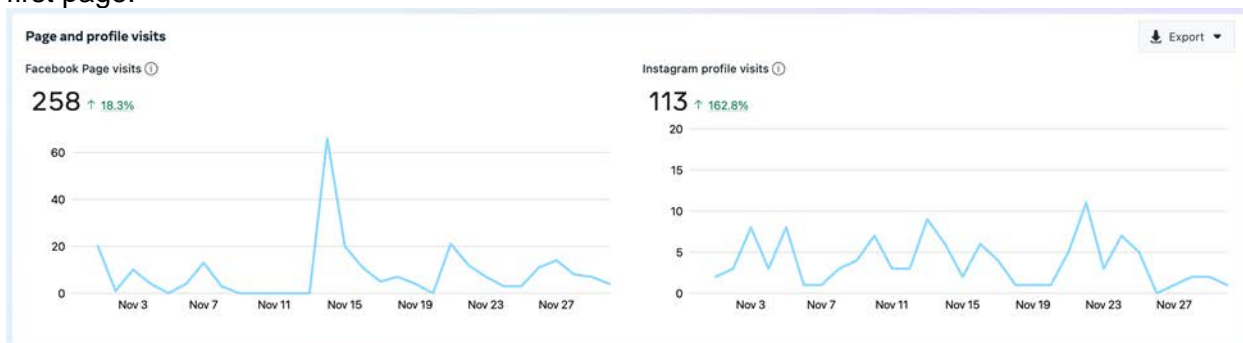 first page.
Page and profile visits
Export
Facebook Page visits
258 ↑ 18.3%
60
40
20
0
Nov 3 Nov 7 Nov 11 Nov 15 Nov 19 Nov 23 Nov 27
Instagram profile visits
113 ↑ 162.8%
20
15
10
5
0
Nov 3 Nov 7 Nov 11 Nov 15 Nov 19 Nov 23 Nov 27